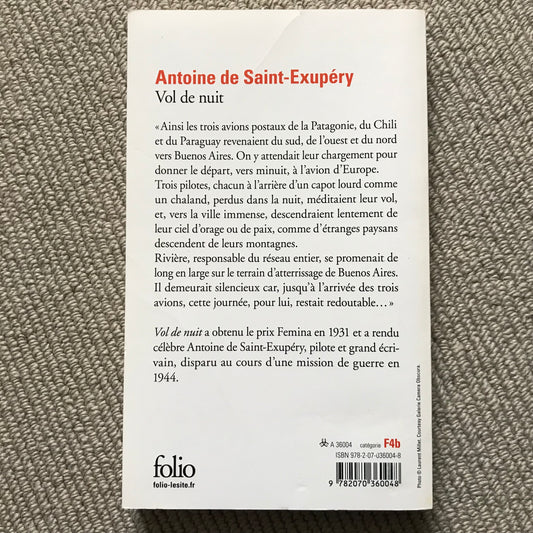 Antoine de Saint-Exupéry
Vol de nuit
« Ainsi les trois avions postaux de la Patagonie, du Chili
et du Paraguay revenaient du sud, de l'ouest et du nord
vers Buenos Aires. On y attendait leur chargement pour
donner le départ, vers minuit, à l'avion d'Europe.
Trois pilotes, chacun à l'arrière d'un capot lourd comme
un chaland, perdus dans la nuit, méditaient leur vol,
et, vers la ville immense, descendraient lentement de
leur ciel d'orage ou de paix, comme d'étranges paysans
descendent de leurs montagnes.
Rivière, responsable du réseau entier, se promenait de
long en large sur le terrain d'atterrissage de Buenos Aires.
Il demeurait silencieux car, jusqu'à l'arrivée des trois
avions, cette journée, pour lui, restait redoutable… »
Vol de nuit a obtenu le prix Femina en 1931 et a rendu
célèbre Antoine de Saint-Exupéry, pilote et grand écri-
vain, disparu au cours d'une mission de guerre en
1944.
A 36004 catégorie F4b
ISBN 978-2-07-036004-8
9 782070 360048
folio
folio-lesite.fr
Photo © Laurent Millet. Courtesy Galerie Camera Obscura.